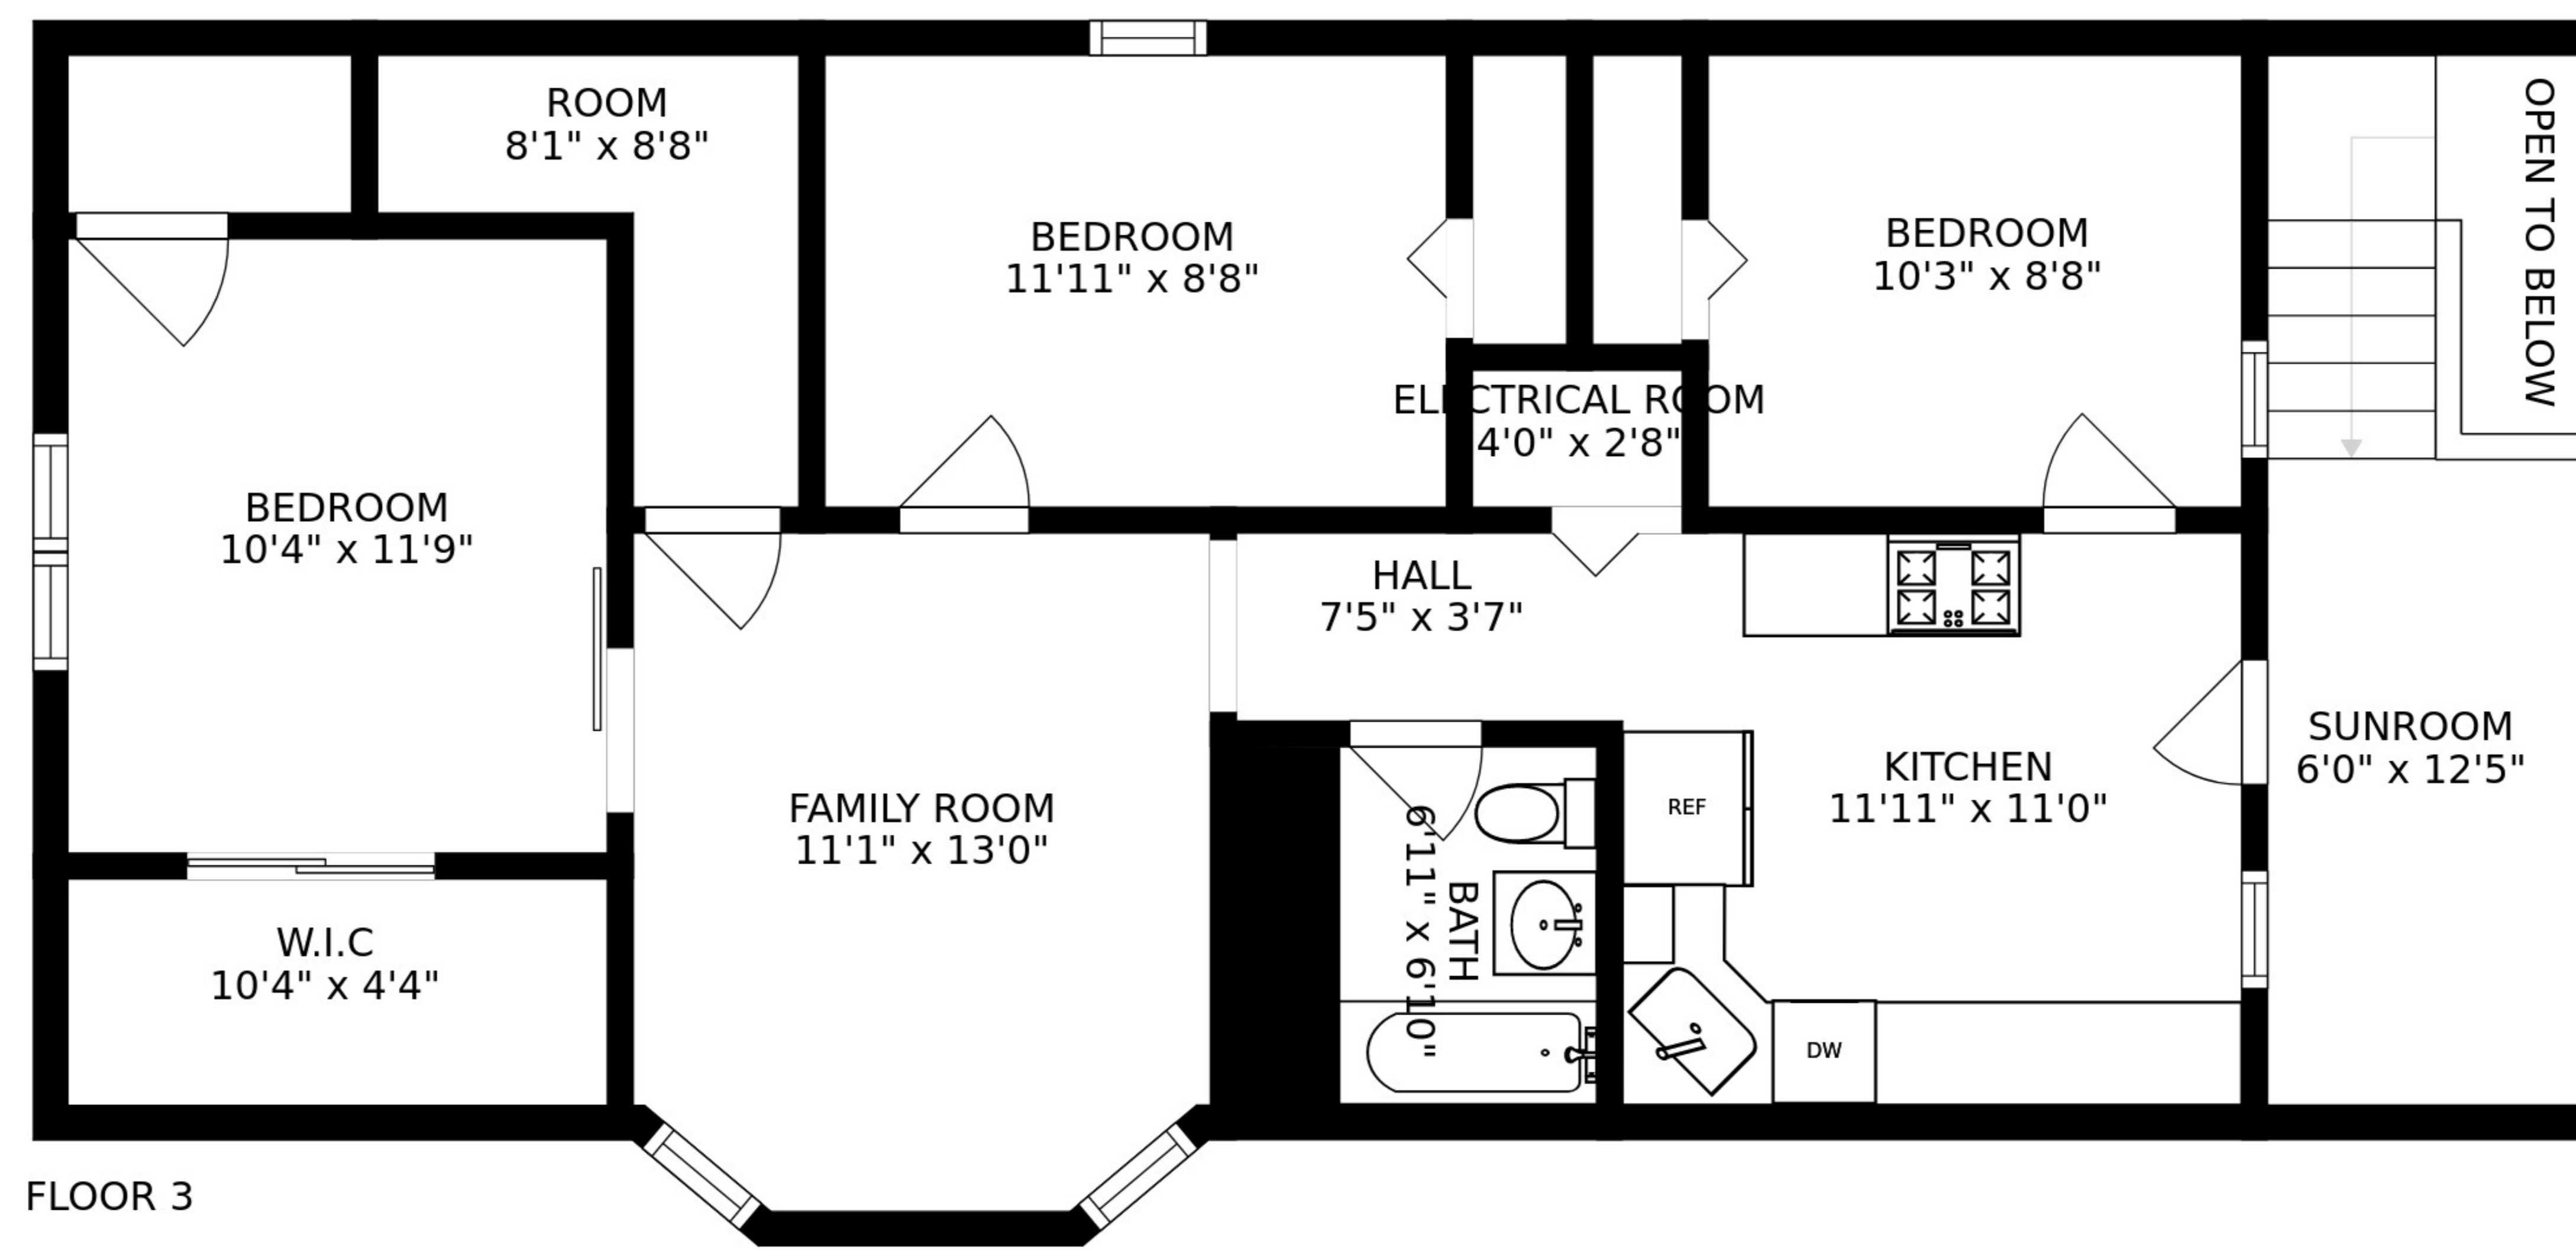 ROOM
8'1" x 8'8"
BEDROOM
11'11" x 8'8"
BEDROOM
10'3" x 8'8"
OPEN TO BELOW
ELECTRICAL ROOM
4'0" x 2'8"
BEDROOM
10'4" x 11'9"
HALL
7'5" x 3'7"
FAMILY ROOM
11'1" x 13'0"
REF
KITCHEN
11'11" x 11'0"
SUNROOM
6'0" x 12'5"
BATH
6'11" x 6'10"
W.I.C
10'4" x 4'4"
DW
FLOOR 3